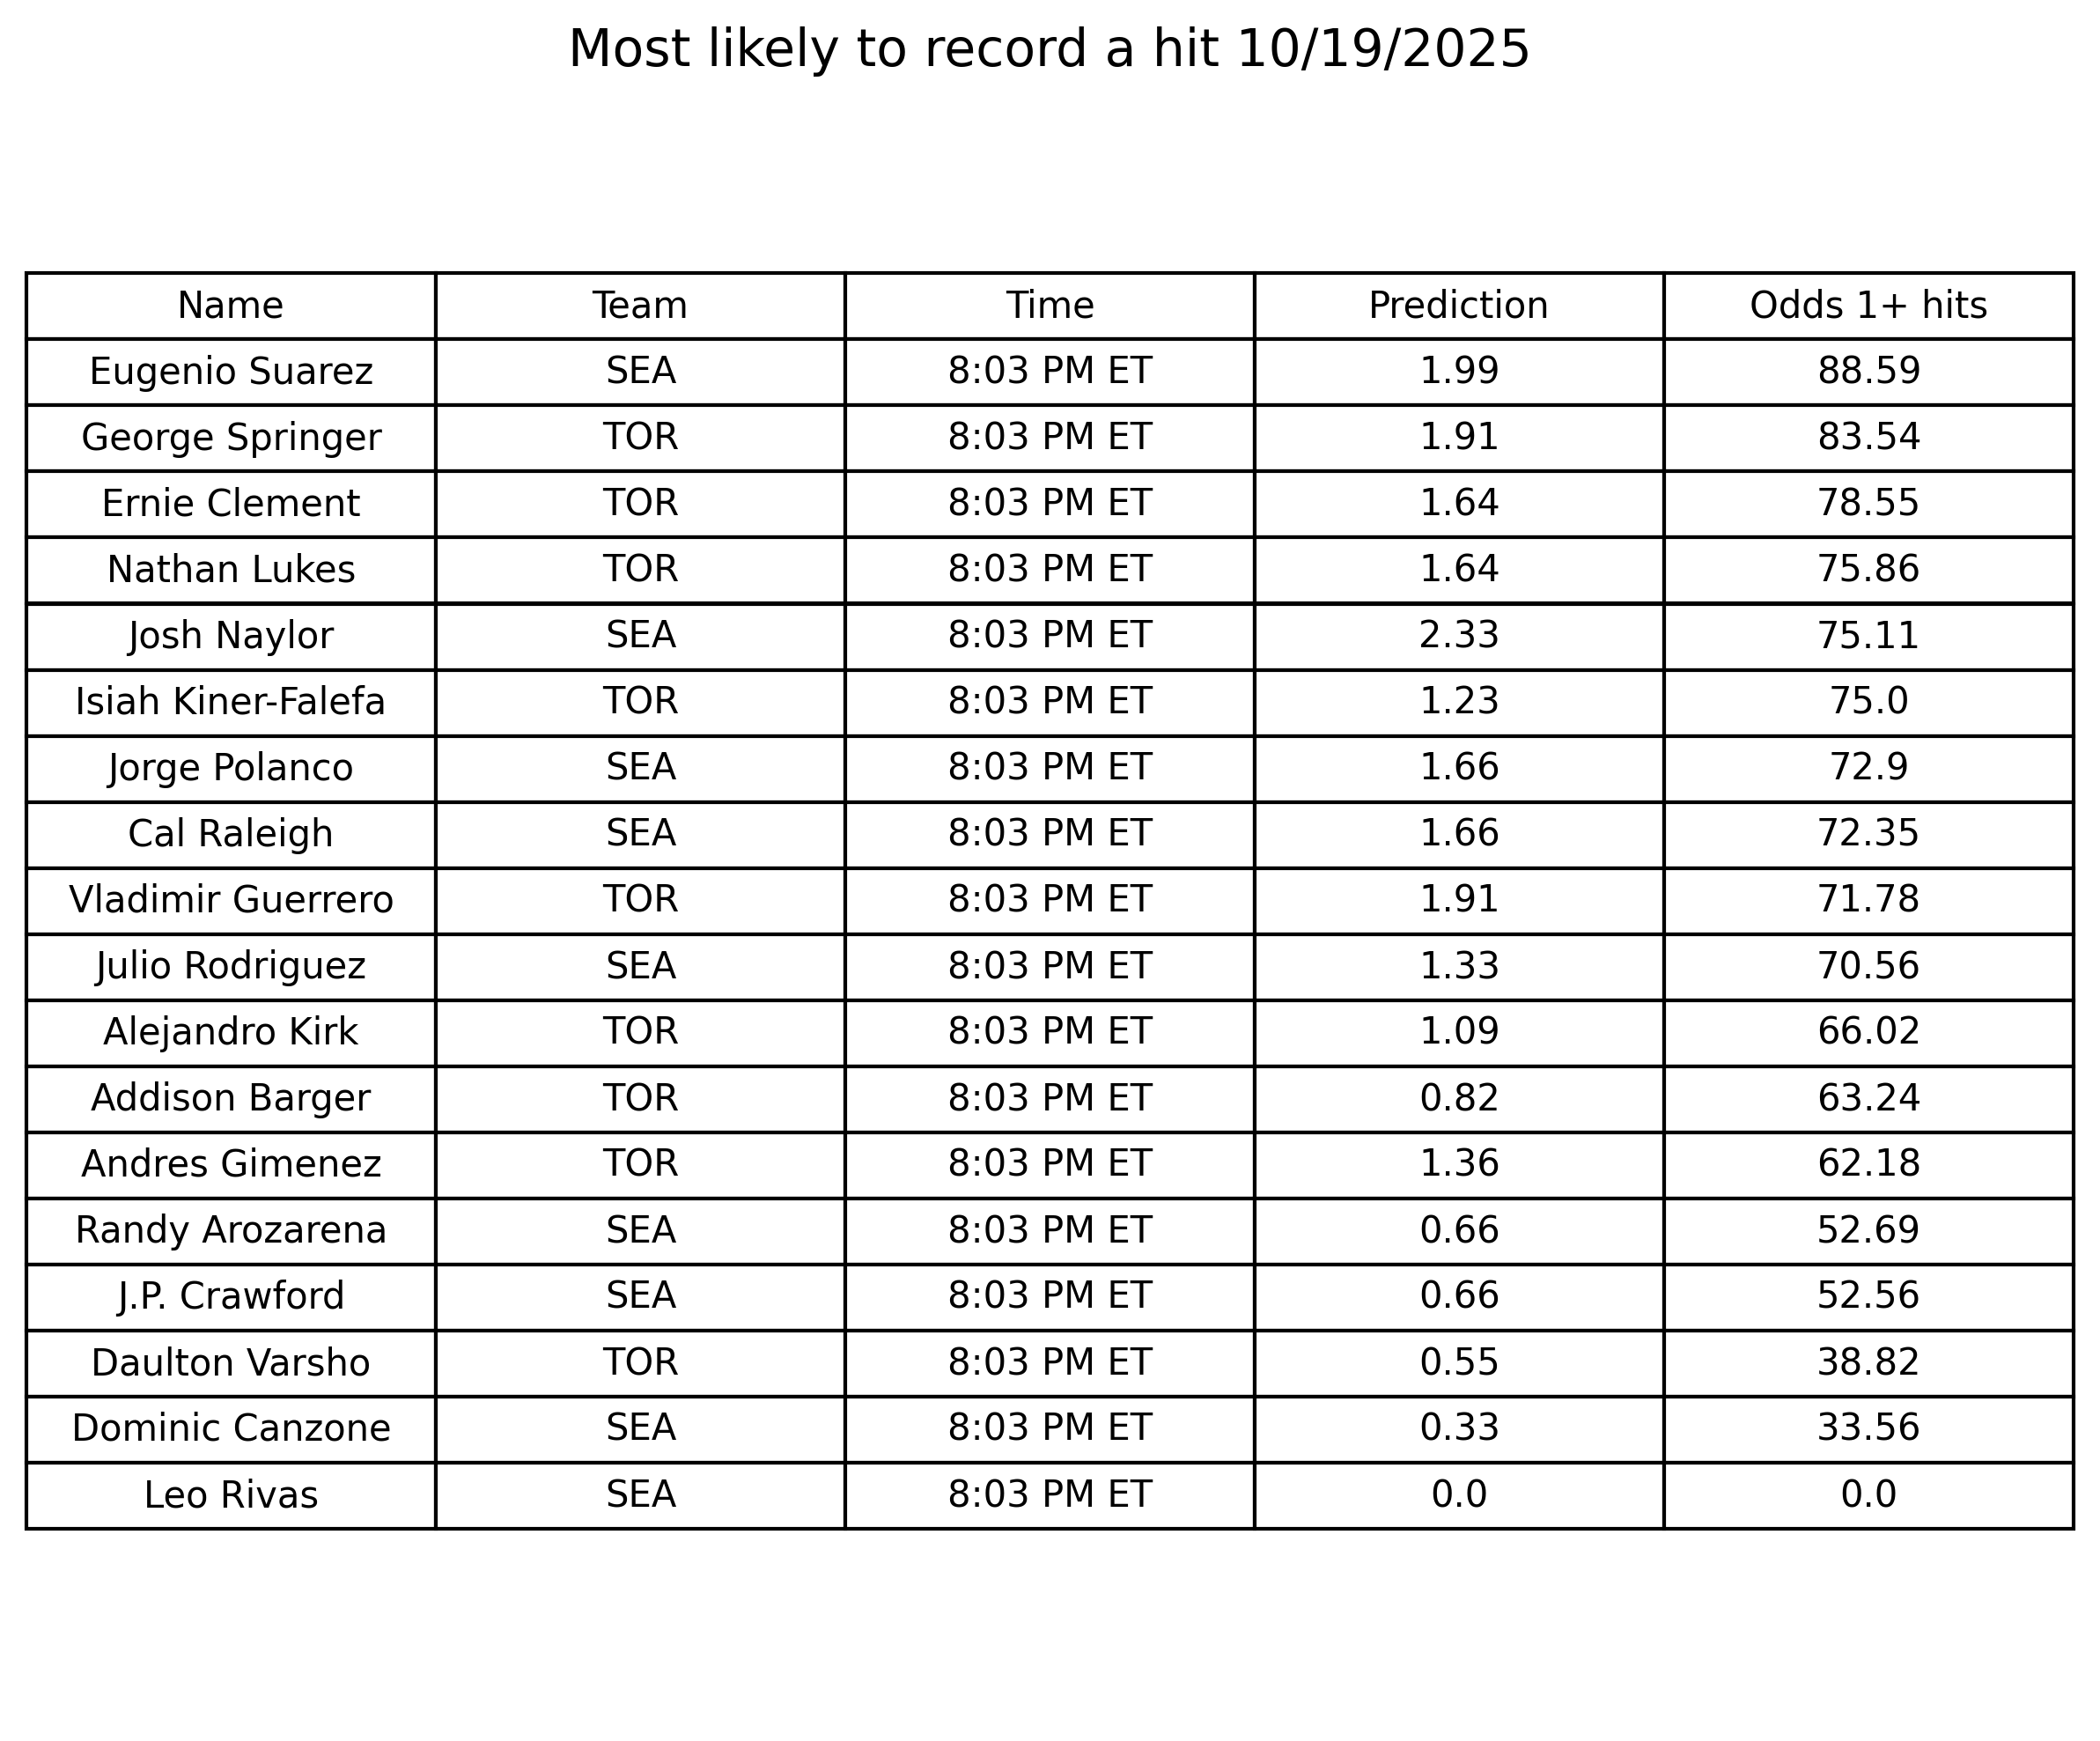 Most likely to record a hit 10/19/2025
Name Team Time Prediction Odds 1+ hits
Eugenio Suarez SEA 8:03 PM ET 1.99 88.59
George Springer TOR 8:03 PM ET 1.91 83.54
Ernie Clement TOR 8:03 PM ET 1.64 78.55
Nathan Lukes TOR 8:03 PM ET 1.64 75.86
Josh Naylor SEA 8:03 PM ET 2.33 75.11
Isiah Kiner-Falefa TOR 8:03 PM ET 1.23 75.0
Jorge Polanco SEA 8:03 PM ET 1.66 72.9
Cal Raleigh SEA 8:03 PM ET 1.66 72.35
Vladimir Guerrero TOR 8:03 PM ET 1.91 71.78
Julio Rodriguez SEA 8:03 PM ET 1.33 70.56
Alejandro Kirk TOR 8:03 PM ET 1.09 66.02
Addison Barger TOR 8:03 PM ET 0.82 63.24
Andres Gimenez TOR 8:03 PM ET 1.36 62.18
Randy Arozarena SEA 8:03 PM ET 0.66 52.69
J.P. Crawford SEA 8:03 PM ET 0.66 52.56
Daulton Varsho TOR 8:03 PM ET 0.55 38.82
Dominic Canzone SEA 8:03 PM ET 0.33 33.56
Leo Rivas SEA 8:03 PM ET 0.0 0.0